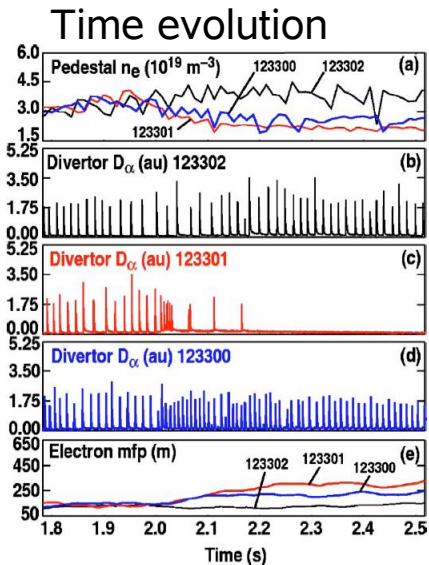 Time evolution
6.0
Pedestal nₑ (10¹⁹ m⁻³) 123300 123302 (a)
4.5
3.0
123301
1.5
5.25
Divertor Dα (au) 123302 (b)
3.50
1.75
0.00
5.25
Divertor Dα (au) 123301 (c)
3.50
1.75
0.00
5.25
Divertor Dα (au) 123300 (d)
3.50
1.75
0.00
650
Electron mfp (m) (e)
123302 123301 123300
450
250
50
1.8 1.9 2.0 2.1 2.2 2.3 2.4 2.5
Time (s)